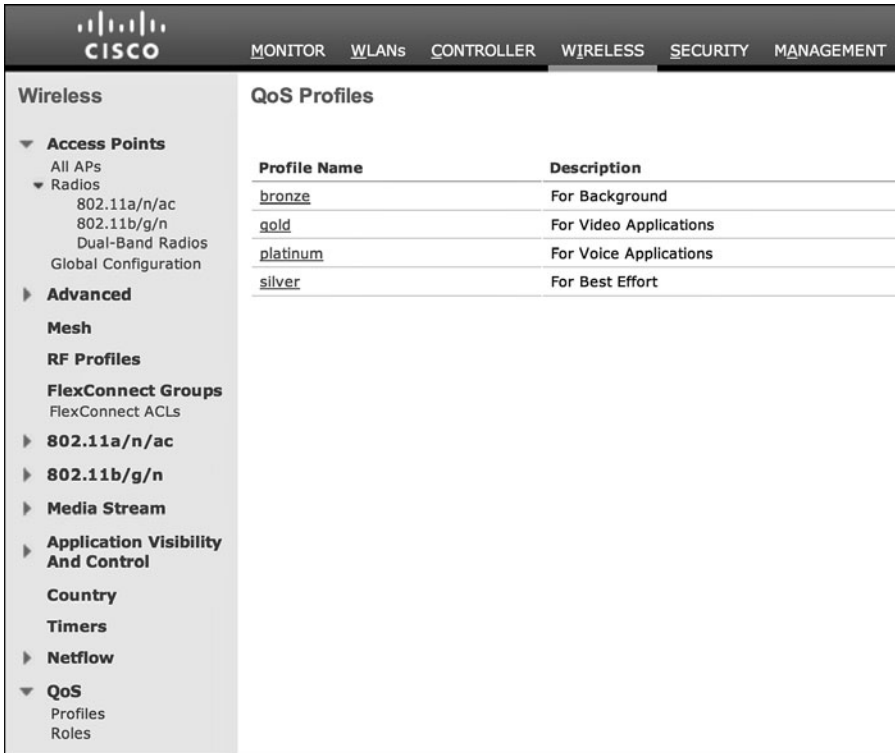 CISCO
MONITOR WLANs CONTROLLER WIRELESS SECURITY MANAGEMENT
Wireless
Access Points
All APs
Radios
802.11a/n/ac
802.11b/g/n
Dual-Band Radios
Global Configuration
Advanced
Mesh
RF Profiles
FlexConnect Groups
FlexConnect ACLs
802.11a/n/ac
802.11b/g/n
Media Stream
Application Visibility
And Control
Country
Timers
Netflow
QoS
Profiles
Roles
QoS Profiles
Profile Name Description
bronze For Background
gold For Video Applications
platinum For Voice Applications
silver For Best Effort